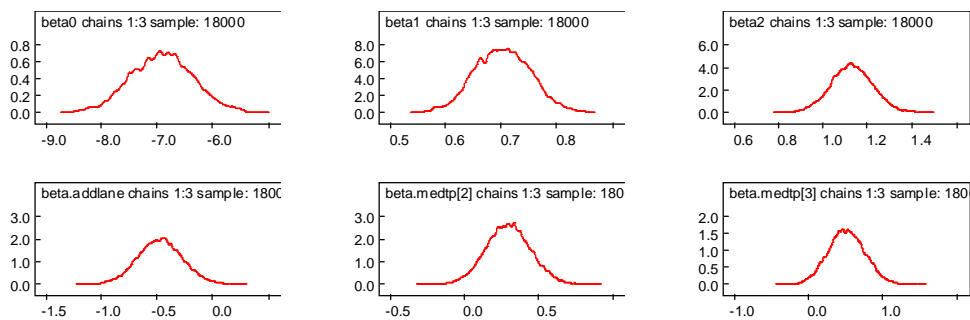 beta0 chains 1:3 sample: 18000
0.8
0.6
0.4
0.2
0.0
-9.0 -8.0 -7.0 -6.0
beta1 chains 1:3 sample: 18000
8.0
6.0
4.0
2.0
0.0
0.5 0.6 0.7 0.8
beta2 chains 1:3 sample: 18000
6.0
4.0
2.0
0.0
0.6 0.8 1.0 1.2 1.4
beta.addlane chains 1:3 sample: 1800
3.0
2.0
1.0
0.0
-1.5 -1.0 -0.5 0.0
beta.medtp[2] chains 1:3 sample: 180
3.0
2.0
1.0
0.0
-0.5 0.0 0.5
beta.medtp[3] chains 1:3 sample: 180
2.0
1.5
1.0
0.5
0.0
-1.0 0.0 1.0